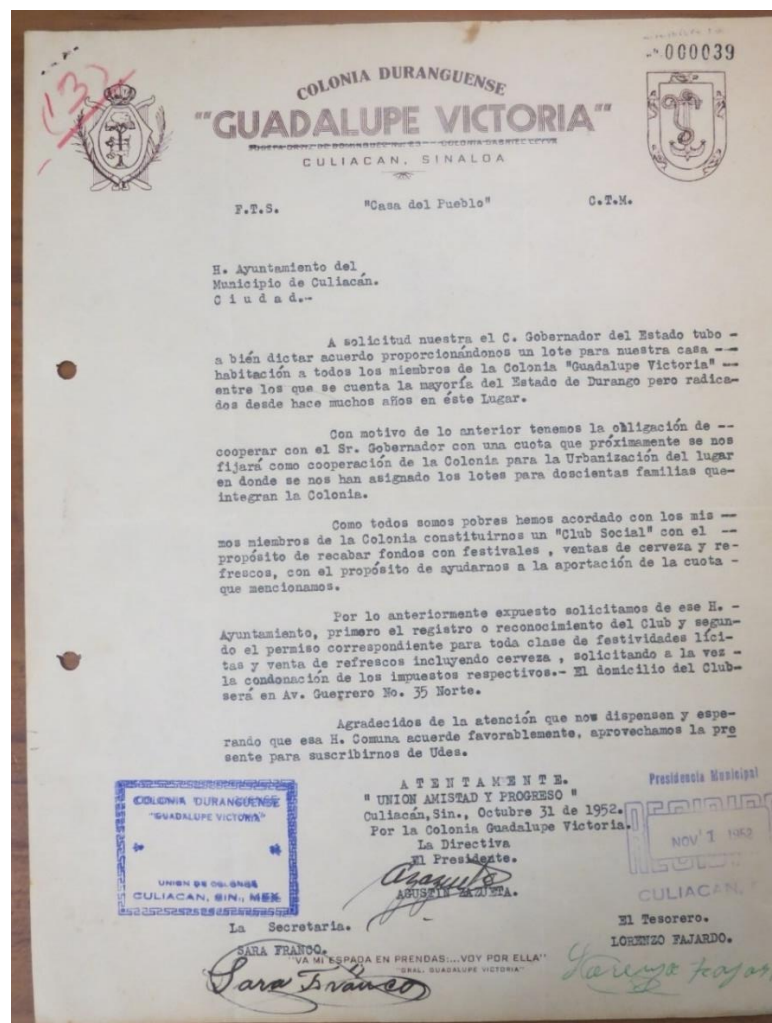 000039
(13)
COLONIA DURANGUENSE
"GUADALUPE VICTORIA"
CULIACAN, SINALOA
F.T.S. "Casa del Pueblo" C.T.M.
H. Ayuntamiento del
Municipio de Culiacán.
C i u d a d.-
A solicitud nuestra el C. Gobernador del Estado tubo -
a bién dictar acuerdo proporcionándonos un lote para nuestra casa --
habitación a todos los miembros de la Colonia "Guadalupe Victoria" --
entre los que se cuenta la mayoría del Estado de Durango pero radica-
dos desde hace muchos años en éste Lugar.
Con motivo de lo anterior tenemos la obligación de --
cooperar con el Sr. Gobernador con una cuota que próximamente se nos
fijará como cooperación de la Colonia para la Urbanización del lugar
en donde se nos han asignado los lotes para doscientas familias que-
integran la Colonia.
Como todos somos pobres hemos acordado con los mis --
mos miembros de la Colonia constituirnos un "Club Social" con el --
propósito de recabar fondos con festivales , ventas de cerveza y re-
frescos, con el propósito de ayudarnos a la aportación de la cuota -
que mencionamos.
Por lo anteriormente expuesto solicitamos de ese H. -
Ayuntamiento, primero el registro o reconocimiento del Club y segun-
do el permiso correspondiente para toda clase de festividades líci-
tas y venta de refrescos incluyendo cerveza , solicitando a la vez -
la condonación de los impuestos respectivos.- El domicilio del Club-
será en Av. Guerrero No. 35 Norte.
Agradecidos de la atención que nos dispensen y espe-
rando que esa H. Comuna acuerde favorablemente, aprovechamos la pre
sente para suscribirnos de Udes.
A T E N T A M E N T E.
" UNION AMISTAD Y PROGRESO "
Culiacán,Sin., Octubre 31 de 1952.
Por la Colonia Guadalupe Victoria.
La Directiva
El Presidente.
AGUSTIN ZAZUETA.
COLONIA DURANGUENSE
"GUADALUPE VICTORIA"
UNION DE COLONOS
CULIACAN, SIN., MEX
Presidencia Municipal
NOV 1 1952
CULIACAN,
La Secretaria.
SARA FRANCO.
Sara Franco
El Tesorero.
LORENZO FAJARDO.
Lorenzo Fajar
"VA MI ESPADA EN PRENDAS:...VOY POR ELLA"
"GRAL. GUADALUPE VICTORIA"